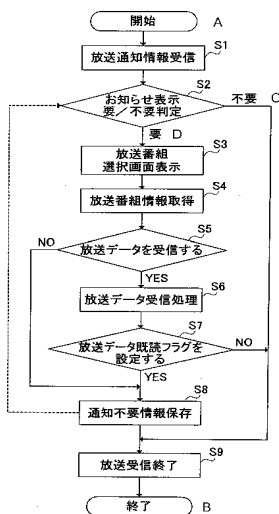 開始 A
S1
放送通知情報受信
S2
お知らせ表示
要/不要判定
不要 C
要 D
S3
放送番組
選択画面表示
S4
放送番組情報取得
S5
放送データを受信する
NO
YES
S6
放送データ受信処理
S7
放送データ既読フラグを
設定する
NO
YES
S8
通知不要情報保存
S9
放送受信終了
終了 B